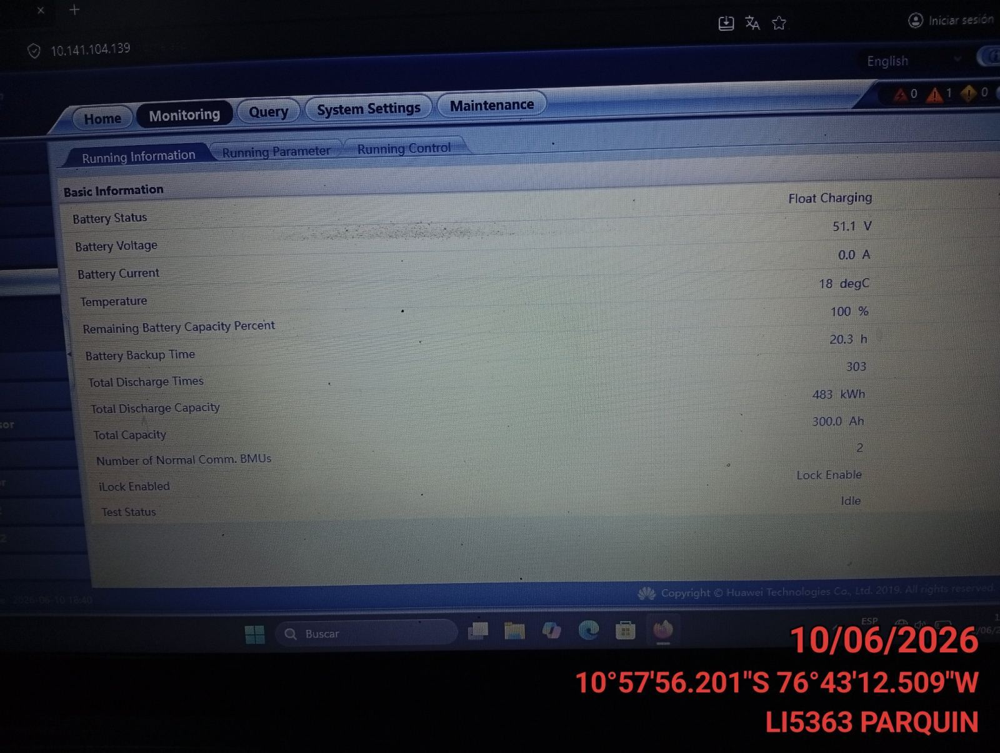 Iniciar sesión
10.141.104.139
English
Home Monitoring Query System Settings Maintenance
0 1 0
Running Information Running Parameter Running Control
Basic Information
Battery Status Float Charging
Battery Voltage 51.1 V
Battery Current 0.0 A
Temperature 18 degC
Remaining Battery Capacity Percent 100 %
Battery Backup Time 20.3 h
Total Discharge Times 303
Total Discharge Capacity 483 kWh
Total Capacity 300.0 Ah
Number of Normal Comm. BMUs 2
iLock Enabled Lock Enable
Test Status Idle
2026-06-10 18:40
Copyright © Huawei Technologies Co., Ltd. 2019. All rights reserved.
Buscar
ESP
10/06/2026
10°57'56.201"S 76°43'12.509"W
LI5363 PARQUIN